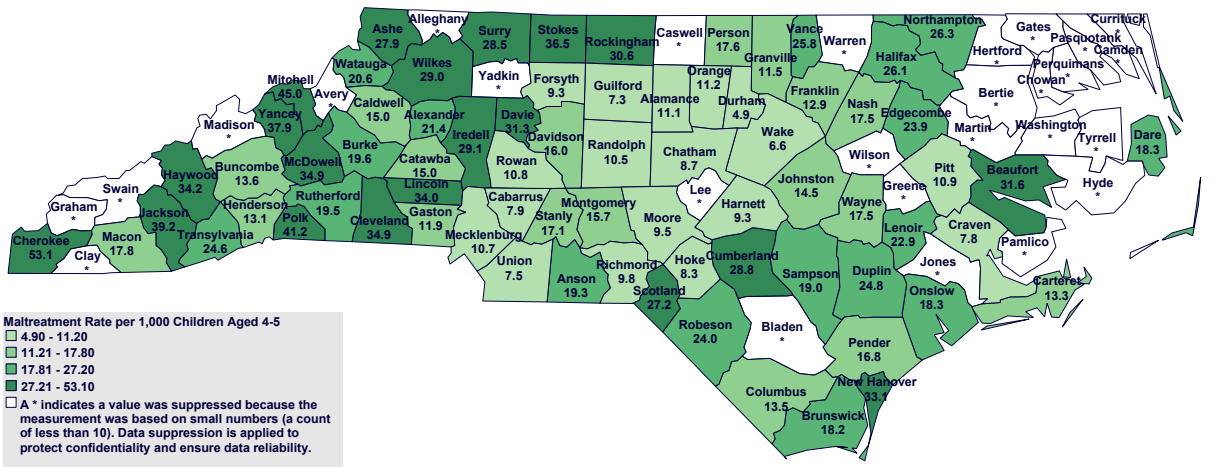 Ashe
27.9
Alleghany
*
Surry
28.5
Stokes
36.5
Rockingham
30.6
Caswell
*
Person
17.6
Granville
11.5
Vance
25.8
Warren
*
Northampton
26.3
Halifax
26.1
Hertford
*
Gates
*
Currituck
*
Pasquotank
*
Camden
*
Perquimans
*
Chowan
*
Bertie
*
Watauga
20.6
Wilkes
29.0
Yadkin
*
Forsyth
9.3
Guilford
7.3
Alamance
11.1
Orange
11.2
Durham
4.9
Franklin
12.9
Nash
17.5
Edgecombe
23.9
Martin
*
Washington
*
Tyrrell
*
Dare
18.3
Mitchell
45.0
Avery
*
Caldwell
15.0
Alexander
21.4
Iredell
29.1
Davie
31.3
Davidson
16.0
Randolph
10.5
Chatham
8.7
Wake
6.6
Wilson
*
Pitt
10.9
Beaufort
31.6
Hyde
*
Madison
*
Yancey
37.9
McDowell
34.9
Burke
19.6
Catawba
15.0
Rowan
10.8
Lee
*
Johnston
14.5
Greene
*
Swain
*
Haywood
34.2
Buncombe
13.6
Rutherford
19.5
Lincoln
34.0
Cabarrus
7.9
Stanly
17.1
Montgomery
15.7
Moore
9.5
Harnett
9.3
Wayne
17.5
Lenoir
22.9
Craven
7.8
Pamlico
*
Graham
*
Jackson
39.2
Henderson
13.1
Polk
41.2
Cleveland
34.9
Gaston
11.9
Mecklenburg
10.7
Cherokee
53.1
Clay
*
Macon
17.8
Transylvania
24.6
Union
7.5
Anson
19.3
Richmond
9.8
Scotland
27.2
Hoke
8.3
Cumberland
28.8
Sampson
19.0
Duplin
24.8
Jones
*
Onslow
18.3
Carteret
13.3
Robeson
24.0
Bladen
*
Pender
16.8
Columbus
13.5
Brunswick
18.2
New Hanover
33.1
Maltreatment Rate per 1,000 Children Aged 4-5
4.90 - 11.20
11.21 - 17.80
17.81 - 27.20
27.21 - 53.10
A * indicates a value was suppressed because the
measurement was based on small numbers (a count
of less than 10). Data suppression is applied to
protect confidentiality and ensure data reliability.